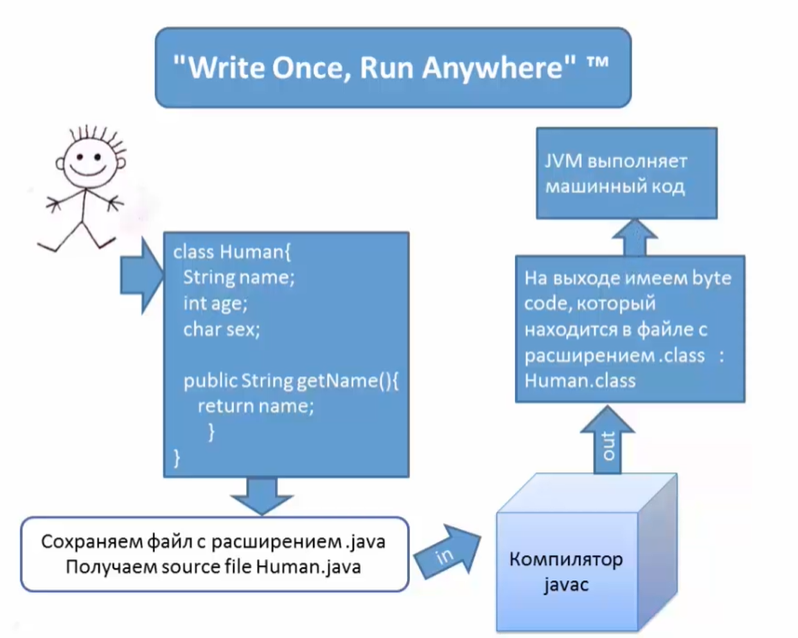 "Write Once, Run Anywhere" ™
class Human{
String name;
int age;
char sex;
public String getName(){
return name;
}
}
Сохраняем файл с расширением .java
Получаем source file Human.java
in
Компилятор
javac
out
На выходе имеем byte
code, который
находится в файле с
расширением .class :
Human.class
JVM выполняет
машинный код